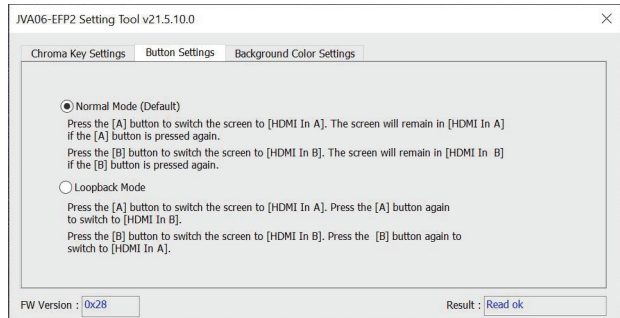 JVA06-EFP2 Setting Tool v21.5.10.0
Chroma Key Settings Button Settings Background Color Settings
Normal Mode (Default)
Press the [A] button to switch the screen to [HDMI In A]. The screen will remain in [HDMI In A]
if the [A] button is pressed again.
Press the [B] button to switch the screen to [HDMI In B]. The screen will remain in [HDMI In B]
if the [B] button is pressed again.
Loopback Mode
Press the [A] button to switch the screen to [HDMI In A]. Press the [A] button again
to switch to [HDMI In B].
Press the [B] button to switch the screen to [HDMI In B]. Press the [B] button again to
switch to [HDMI In A].
FW Version : 0x28 Result : Read ok